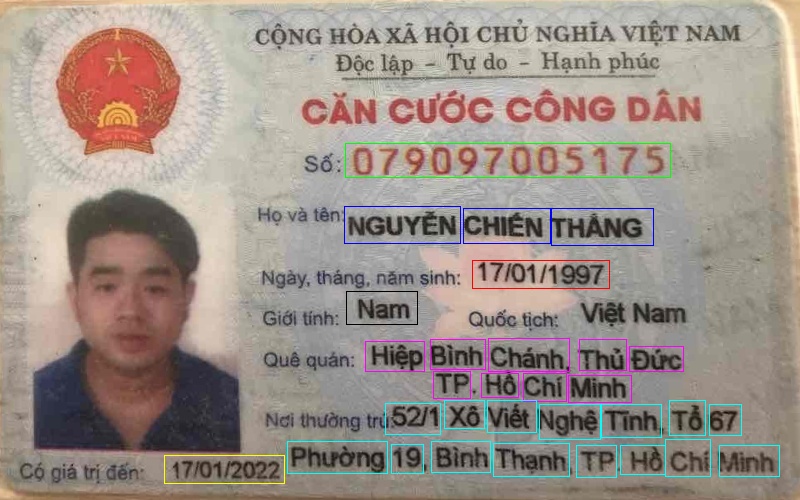 CỘNG HÒA XÃ HỘI CHỦ NGHĨA VIỆT NAM
Độc lập - Tự do - Hạnh phúc
CĂN CƯỚC CÔNG DÂN
Số: 079097005175
Họ và tên: NGUYỄN CHIẾN THẮNG
Ngày, tháng, năm sinh: 17/01/1997
Giới tính: Nam Quốc tịch: Việt Nam
Quê quán: Hiệp Bình Chánh, Thủ Đức
TP. Hồ Chí Minh
Nơi thường trú: 52/1 Xô Viết Nghệ Tĩnh, Tổ 67
Phường 19, Bình Thạnh, TP. Hồ Chí Minh
Có giá trị đến: 17/01/2022